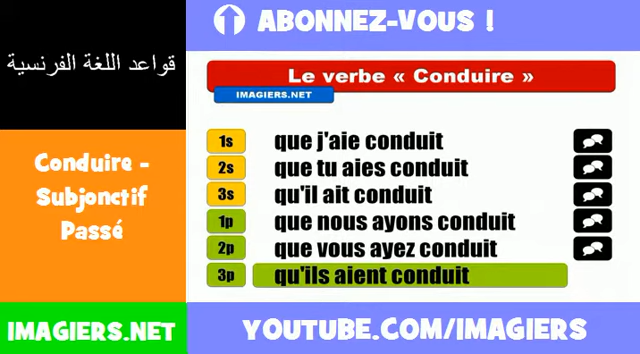 ABONNEZ-VOUS !
قواعد اللغة الفرنسية
Le verbe « Conduire »
IMAGIERS.NET
Conduire -
Subjonctif
Passé
1s que j'aie conduit
2s que tu aies conduit
3s qu'il ait conduit
1p que nous ayons conduit
2p que vous ayez conduit
3p qu'ils aient conduit
IMAGIERS.NET
YOUTUBE.COM/IMAGIERS